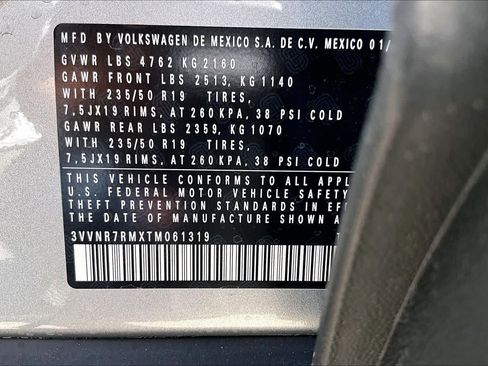 MFD BY VOLKSWAGEN DE MEXICO S.A. DE C.V. MEXICO 01/
GVWR LBS 4762 KG 2160
GAWR FRONT LBS 2513, KG 1140
WITH 235/50 R19 TIRES,
7,5JX19 RIMS, AT 260 KPA, 38 PSI COLD
GAWR REAR LBS 2359, KG 1070
WITH 235/50 R19 TIRES,
7,5JX19 RIMS, AT 260 KPA, 38 PSI COLD
THIS VEHICLE CONFORMS TO ALL APPLICA
U.S. FEDERAL MOTOR VEHICLE SAFETY
THEFT PREVENTION STANDARDS IN EFFE
THE DATE OF MANUFACTURE SHOWN A
3VVNR7RMXTM061319